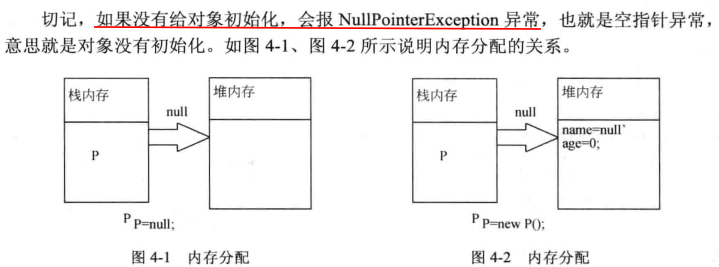 切记，如果没有给对象初始化，会报 NullPointerException 异常，也就是空指针异常，
意思就是对象没有初始化。如图 4-1、图 4-2 所示说明内存分配的关系。
栈内存
null
堆内存
P
P P=null;
图 4-1 内存分配
栈内存
null
堆内存
name=null’
age=0;
P
P P=new P();
图 4-2 内存分配